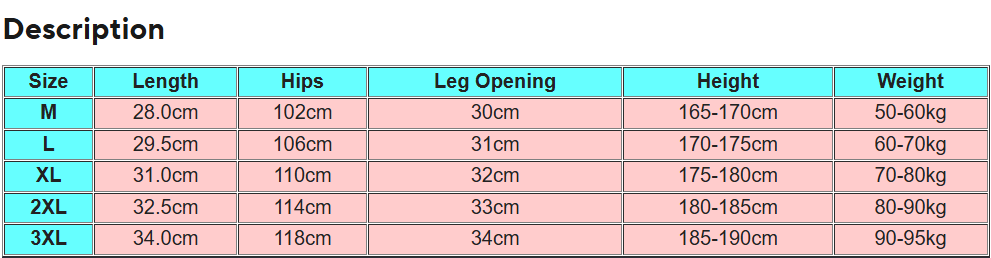 Description
Size Length Hips Leg Opening Height Weight
M 28.0cm 102cm 30cm 165-170cm 50-60kg
L 29.5cm 106cm 31cm 170-175cm 60-70kg
XL 31.0cm 110cm 32cm 175-180cm 70-80kg
2XL 32.5cm 114cm 33cm 180-185cm 80-90kg
3XL 34.0cm 118cm 34cm 185-190cm 90-95kg